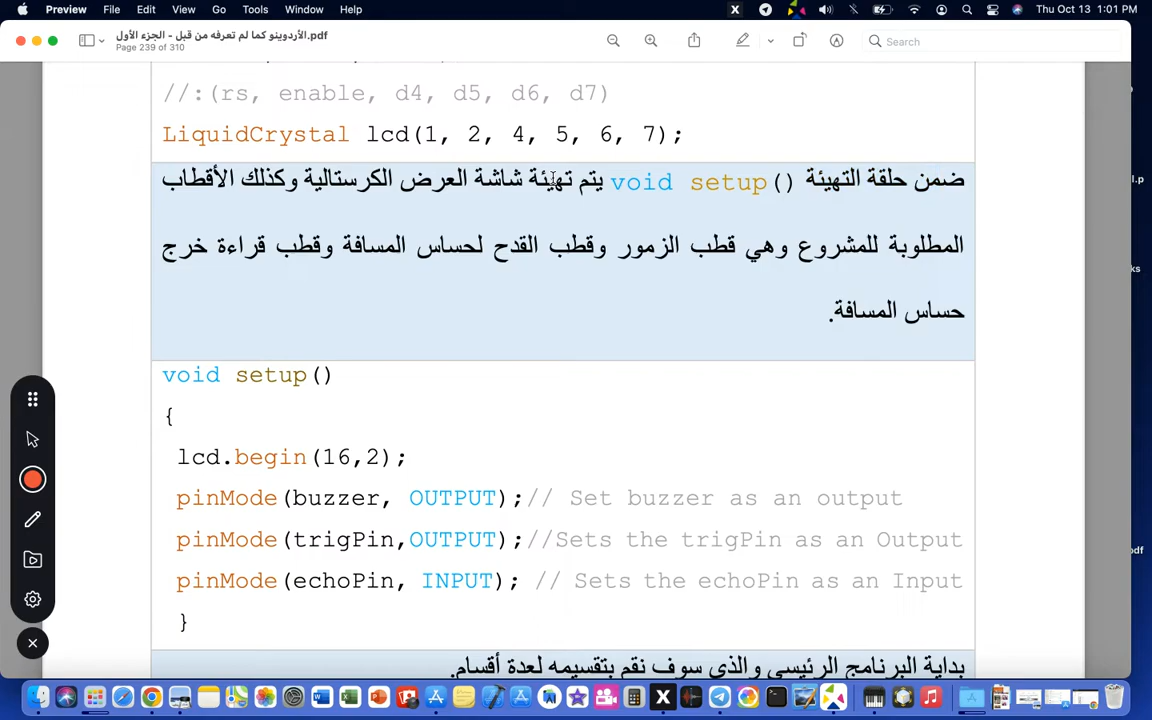 Preview File Edit View Go Tools Window Help Thu Oct 13 1:01 PM
الأردوينو كما لم تعرفه من قبل - الجزء الأول.pdf
Page 239 of 310
Search
//:(rs, enable, d4, d5, d6, d7)
LiquidCrystal lcd(1, 2, 4, 5, 6, 7);
ضمن حلقة التهيئة void setup() يتم تهيئة شاشة العرض الكرستالية وكذلك الأقطاب
المطلوبة للمشروع وهي قطب الزمور وقطب القدح لحساس المسافة وقطب قراءة خرج
حساس المسافة.
void setup()
{
lcd.begin(16,2);
pinMode(buzzer, OUTPUT);// Set buzzer as an output
pinMode(trigPin,OUTPUT);//Sets the trigPin as an Output
pinMode(echoPin, INPUT); // Sets the echoPin as an Input
}
بداية البرنامج الرئيسي والذي سوف نقم بتقسيمه لعدة أقسام.